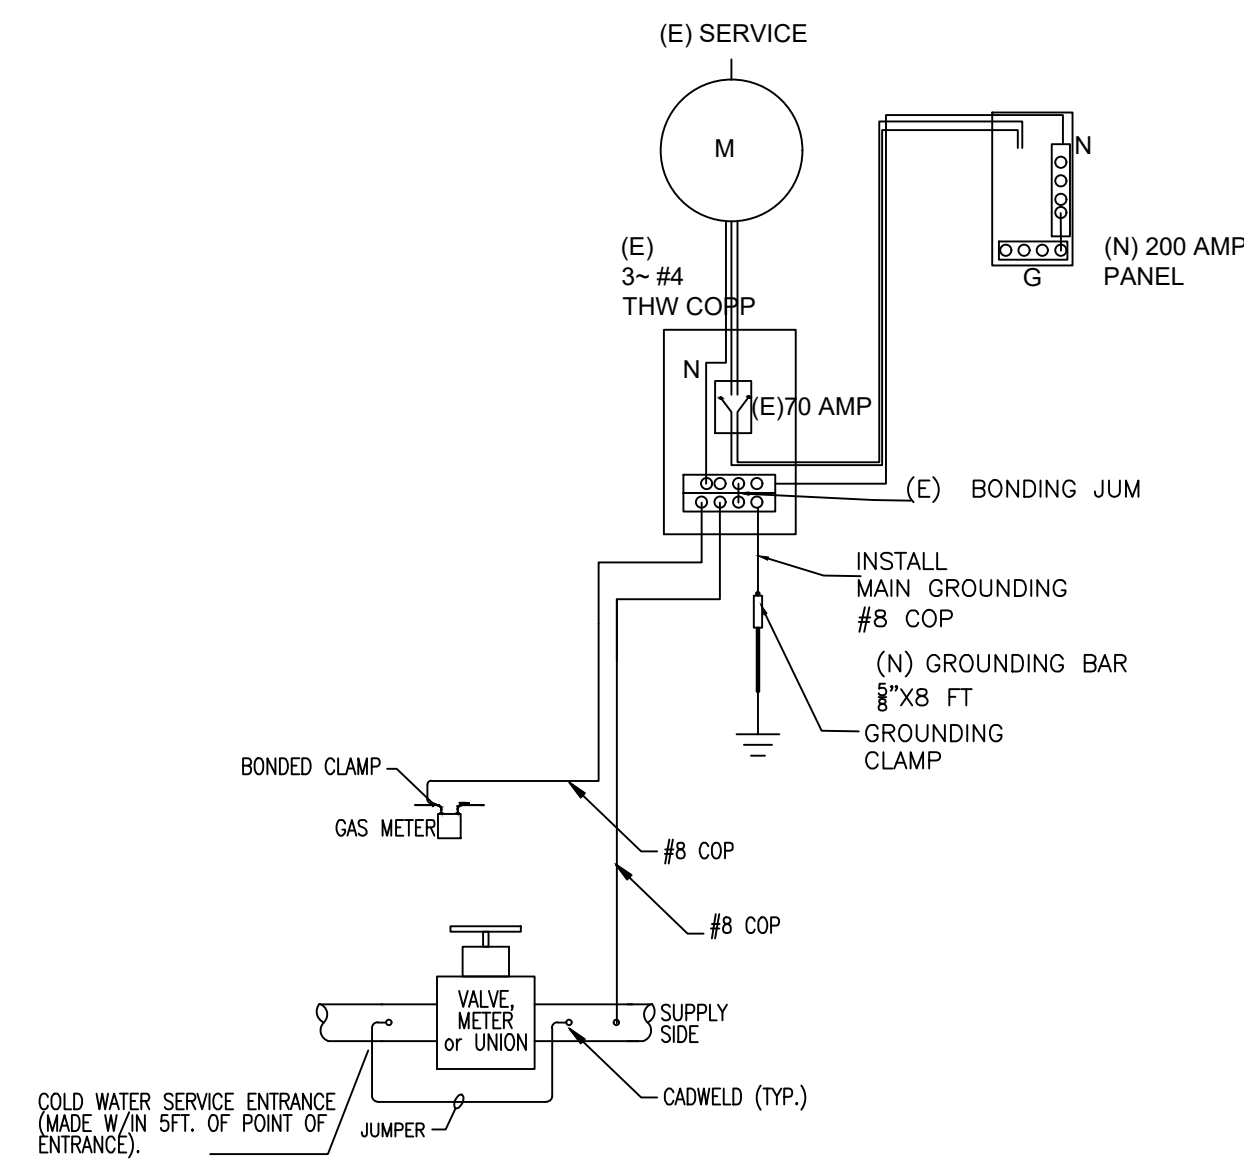 (E) SERVICE
M
N
(E)
3~ #4
THW COPP
(N) 200 AMP
PANEL
G
N
(E)70 AMP
(E) BONDING JUM
INSTALL
MAIN GROUNDING
#8 COP
(N) GROUNDING BAR
5/8"X8 FT
GROUNDING
CLAMP
BONDED CLAMP
GAS METER
#8 COP
#8 COP
VALVE,
METER
or UNION
SUPPLY
SIDE
CADWELD (TYP.)
COLD WATER SERVICE ENTRANCE
(MADE W/IN 5FT. OF POINT OF
ENTRANCE).
JUMPER